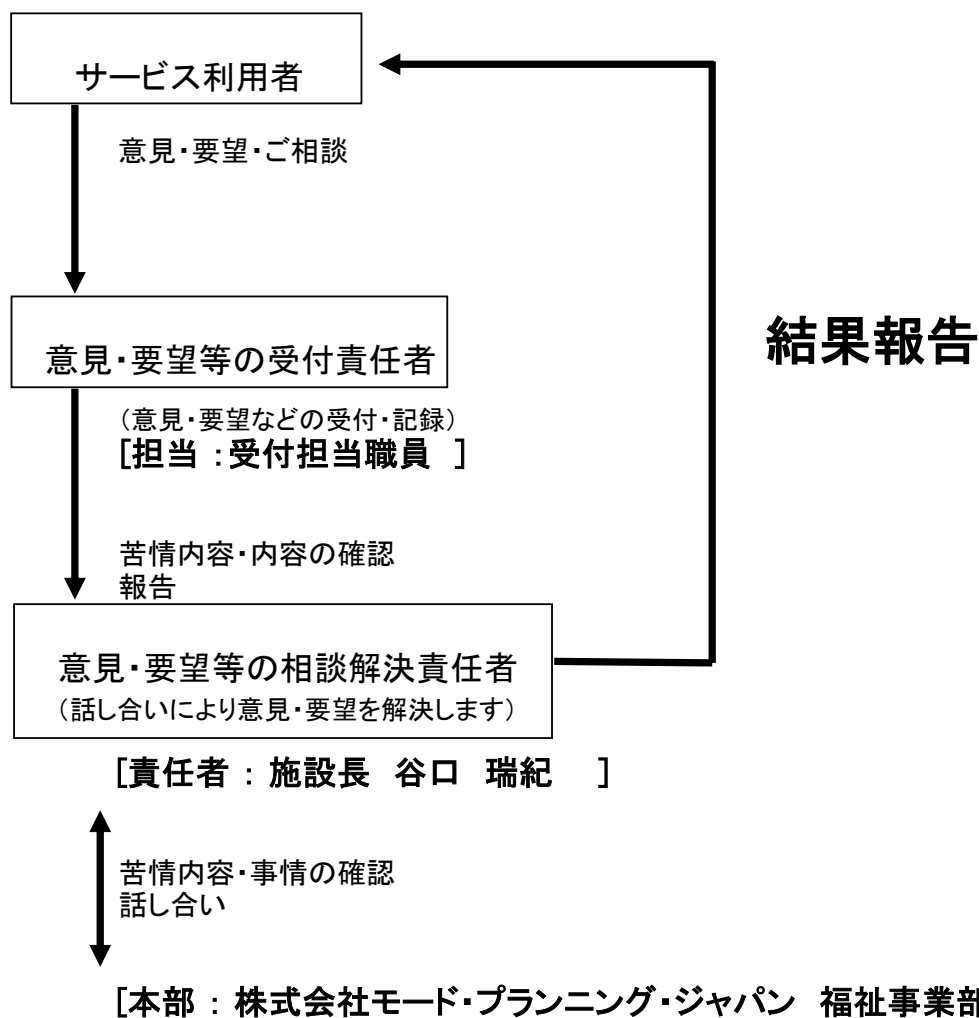 サービス利用者
意見・要望・ご相談
意見・要望等の受付責任者
（意見・要望などの受付・記録）
[担当 ：受付担当職員 ]
苦情内容・内容の確認
報告
意見・要望等の相談解決責任者
（話し合いにより意見・要望を解決します）
[責任者 ： 施設長 谷口 瑞紀 ]
苦情内容・事情の確認
話し合い
[本部 ： 株式会社モード・プランニング・ジャパン 福祉事業部
結果報告